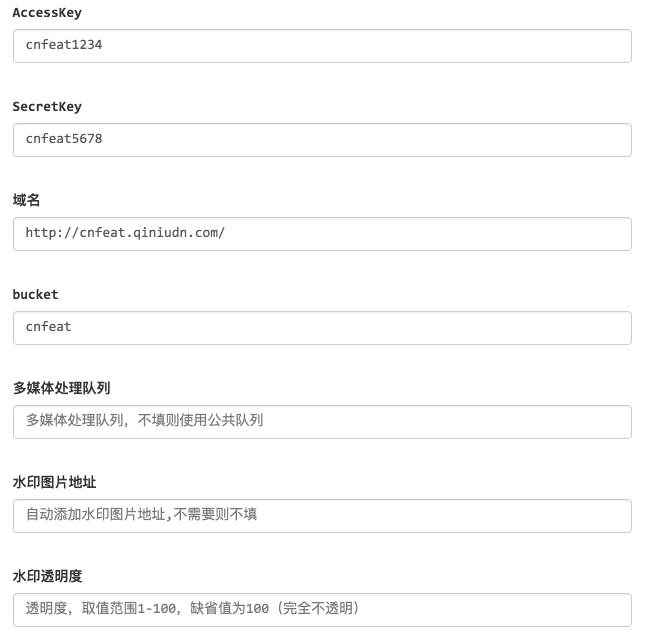 AccessKey
cnfeat1234
SecretKey
cnfeat5678
域名
http://cnfeat.qiniudn.com/
bucket
cnfeat
多媒体处理队列
多媒体处理队列，不填则使用公共队列
水印图片地址
自动添加水印图片地址,不需要则不填
水印透明度
透明度，取值范围1-100，缺省值为100（完全不透明）